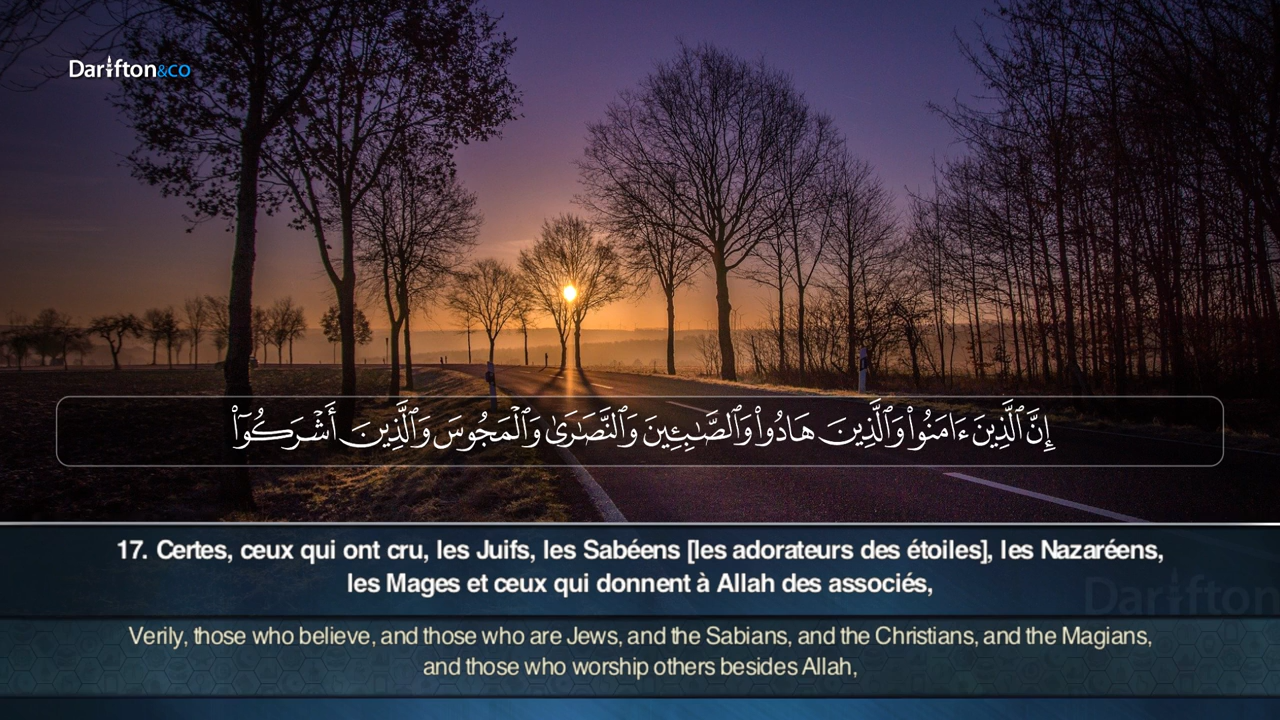 Darifton&co
إِنَّ ٱلَّذِينَ ءَامَنُوا۟ وَٱلَّذِينَ هَادُوا۟ وَٱلصَّـٰبِـِٔينَ وَٱلنَّصَـٰرَىٰ وَٱلْمَجُوسَ وَٱلَّذِينَ أَشْرَكُوٓا۟
17. Certes, ceux qui ont cru, les Juifs, les Sabéens [les adorateurs des étoiles], les Nazaréens,
les Mages et ceux qui donnent à Allah des associés,
Darifton
Verily, those who believe, and those who are Jews, and the Sabians, and the Christians, and the Magians,
and those who worship others besides Allah,